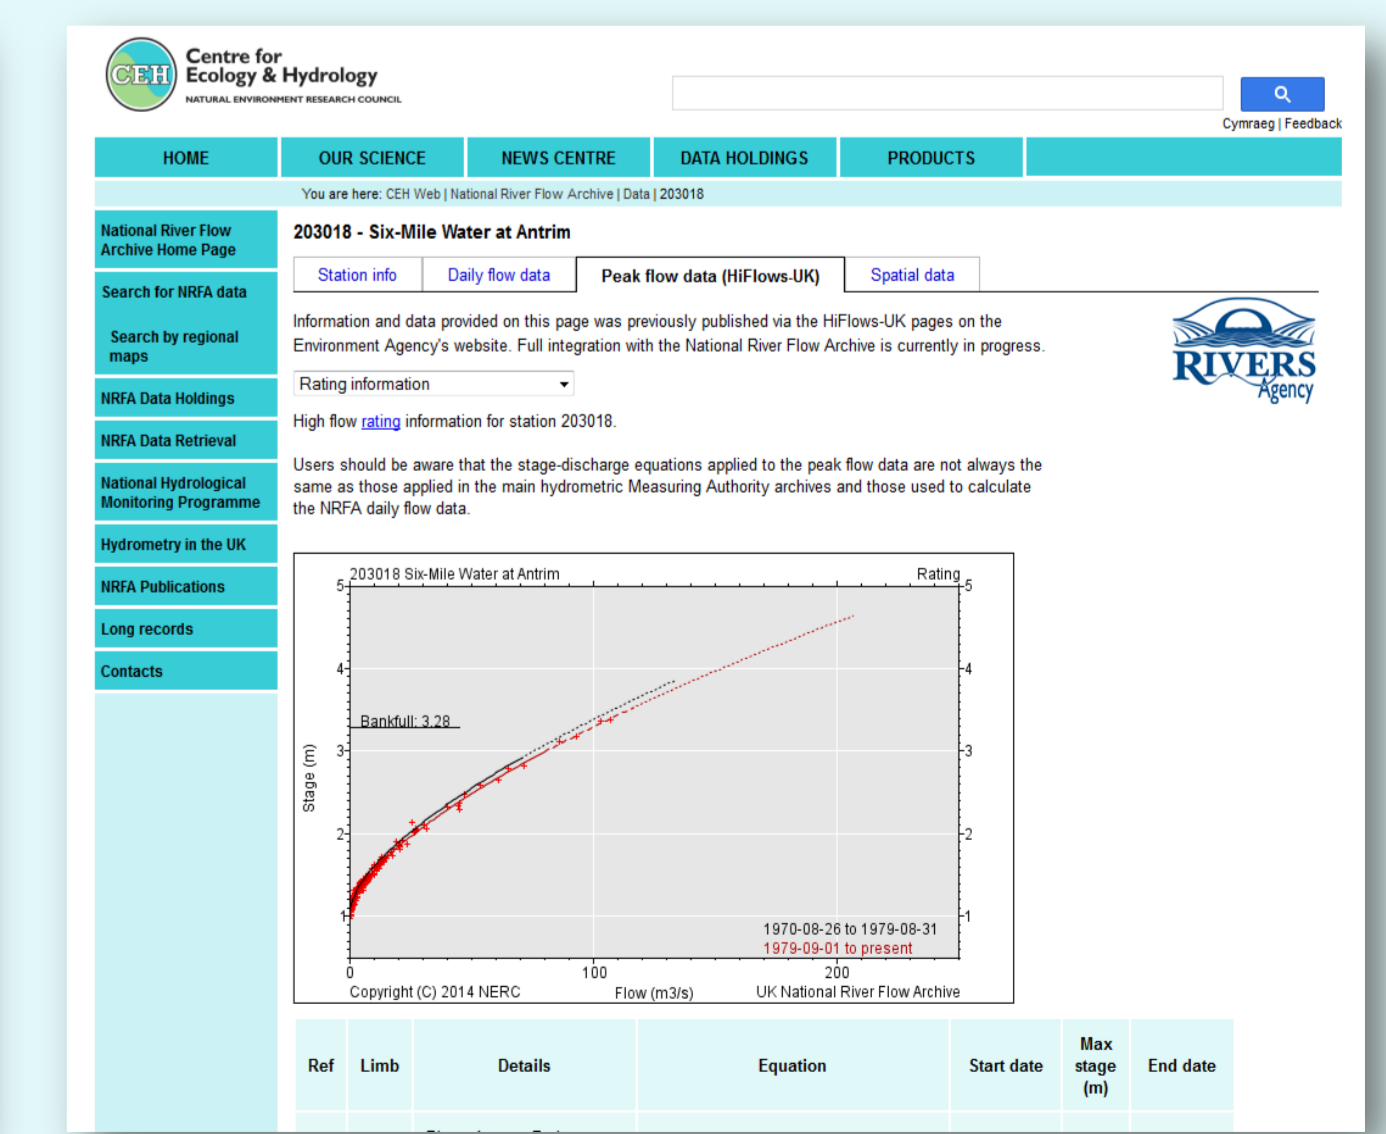 CEH
Centre for
Ecology & Hydrology
NATURAL ENVIRONMENT RESEARCH COUNCIL
Cymraeg | Feedback
HOME OUR SCIENCE NEWS CENTRE DATA HOLDINGS PRODUCTS
You are here: CEH Web | National River Flow Archive | Data | 203018
National River Flow
Archive Home Page
Search for NRFA data
Search by regional
maps
NRFA Data Holdings
NRFA Data Retrieval
National Hydrological
Monitoring Programme
Hydrometry in the UK
NRFA Publications
Long records
Contacts
203018 - Six-Mile Water at Antrim
Station info Daily flow data Peak flow data (HiFlows-UK) Spatial data
Information and data provided on this page was previously published via the HiFlows-UK pages on the
Environment Agency's website. Full integration with the National River Flow Archive is currently in progress.
RIVERS
Agency
Rating information
High flow rating information for station 203018.
Users should be aware that the stage-discharge equations applied to the peak flow data are not always the
same as those applied in the main hydrometric Measuring Authority archives and those used to calculate
the NRFA daily flow data.
203018 Six-Mile Water at Antrim Rating
5 5
4 4
Bankfull: 3.28
3 3
Stage (m)
2 2
1 1
1970-08-26 to 1979-08-31
1979-09-01 to present
0 100 200
Copyright (C) 2014 NERC Flow (m3/s) UK National River Flow Archive
Ref Limb Details Equation Start date Max stage (m) End date